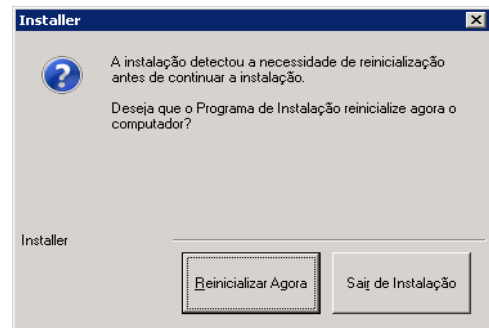 Installer
A instalação detectou a necessidade de reinicialização
antes de continuar a instalação.
Deseja que o Programa de Instalação reinicialize agora o
computador?
Installer
Reinicializar Agora
Sair de Instalação